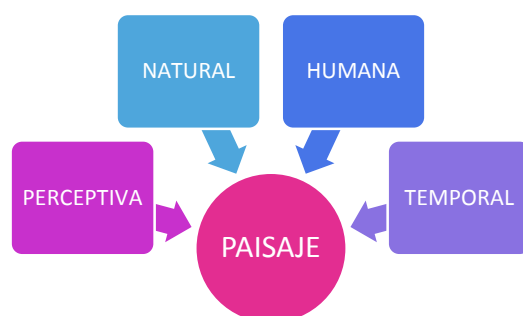 NATURAL
HUMANA
PERCEPTIVA
TEMPORAL
PAISAJE